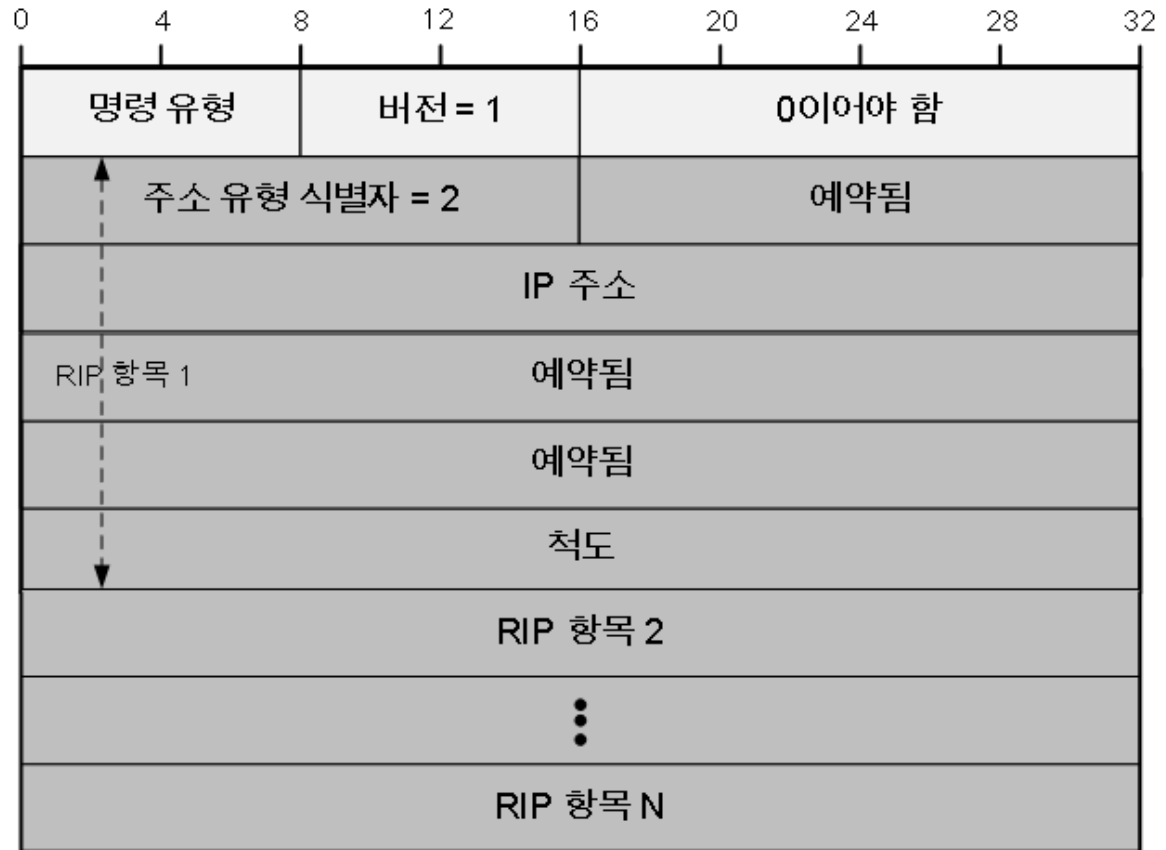 0 4 8 12 16 20 24 28 32
명령 유형 버전 = 1 0이어야 함
주소 유형 식별자 = 2 예약됨
IP 주소
RIP 항목 1 예약됨
예약됨
척도
RIP 항목 2
RIP 항목 N